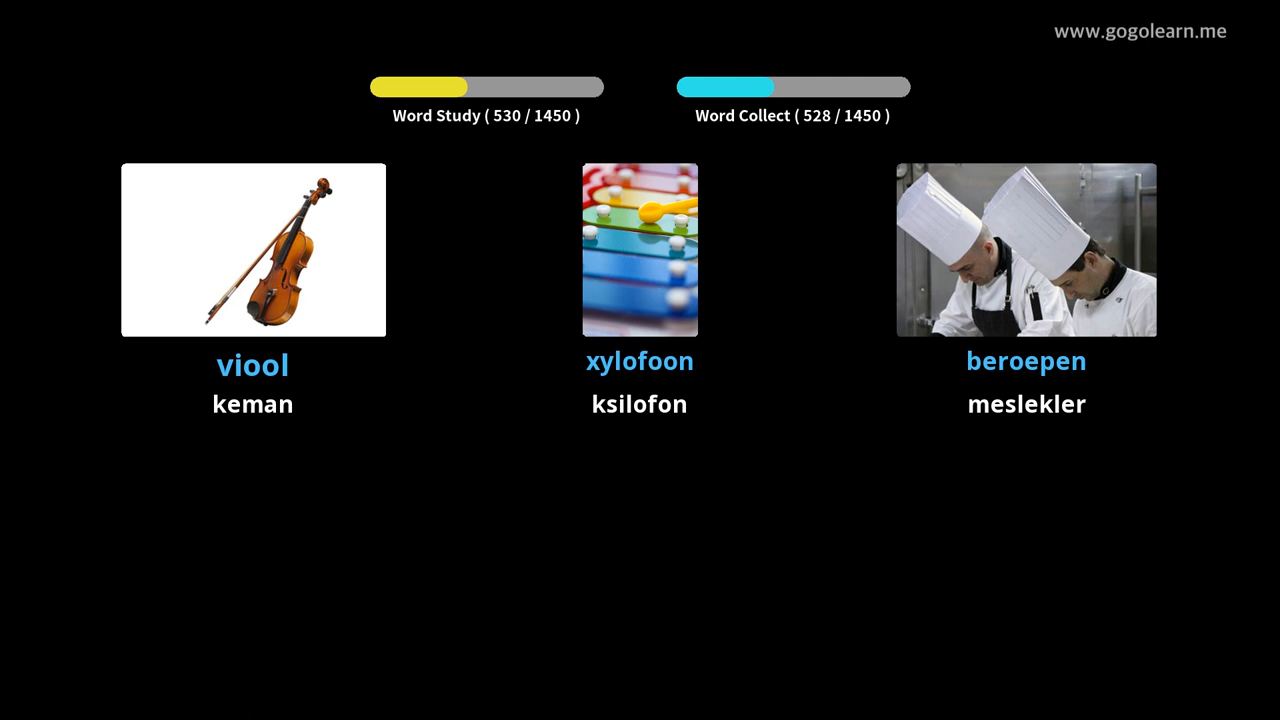 www.gogolearn.me
Word Study ( 530 / 1450 )
Word Collect ( 528 / 1450 )
viool
xylofoon
beroepen
keman
ksilofon
meslekler